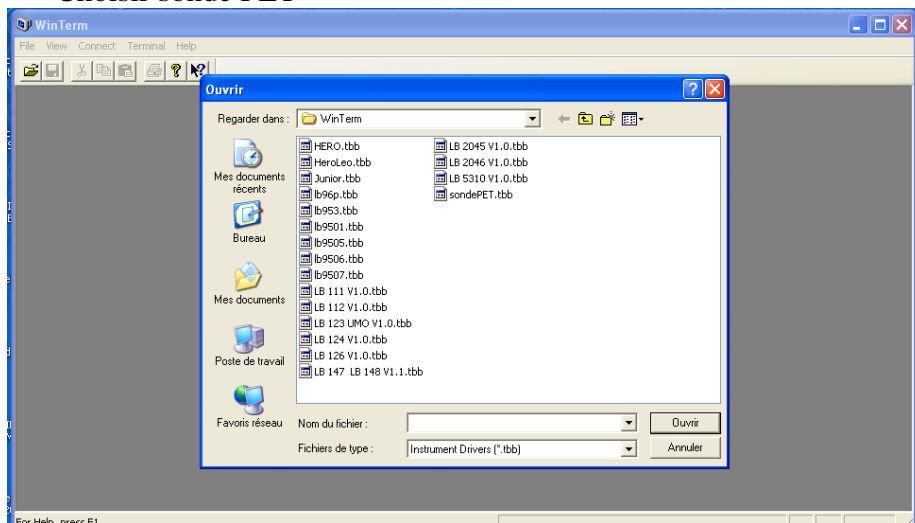 Choisir sonde PET
WinTerm
File View Connect Terminal Help
Ouvrir
Regarder dans :
WinTerm
Mes documents récents
Bureau
Mes documents
Poste de travail
Favoris réseau
HERO.tbb
HeroLeo.tbb
Junior.tbb
lb96p.tbb
lb953.tbb
lb9501.tbb
lb9505.tbb
lb9506.tbb
lb9507.tbb
LB 111 V1.0.tbb
LB 112 V1.0.tbb
LB 123 UMO V1.0.tbb
LB 124 V1.0.tbb
LB 126 V1.0.tbb
LB 147 LB 148 V1.1.tbb
LB 2045 V1.0.tbb
LB 2046 V1.0.tbb
LB 5310 V1.0.tbb
sondePET.tbb
Nom du fichier :
Ouvrir
Fichiers de type :
Instrument Drivers (*.tbb)
Annuler
For Help, press F1